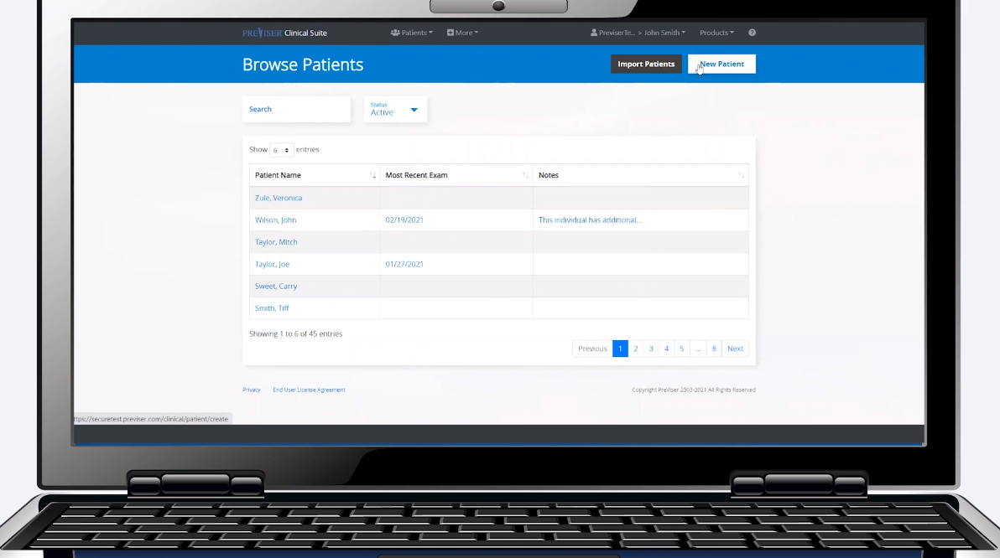 PREVISER Clinical Suite
Patients
More
PreviserTe... > John Smith
Products
Browse Patients
Import Patients
New Patient
Search
Status
Active
Show 6 entries
Patient Name Most Recent Exam Notes
Zule, Veronica
Wilson, John 02/19/2021 This individual has additional...
Taylor, Mitch
Taylor, Joe 01/27/2021
Sweet, Carry
Smith, Tiff
Showing 1 to 6 of 45 entries
Previous 1 2 3 4 5 ... 8 Next
Privacy End User License Agreement Copyright PreViser 2003-2021 All Rights Reserved
ttps://securetest.previser.com/clinical/patient/create